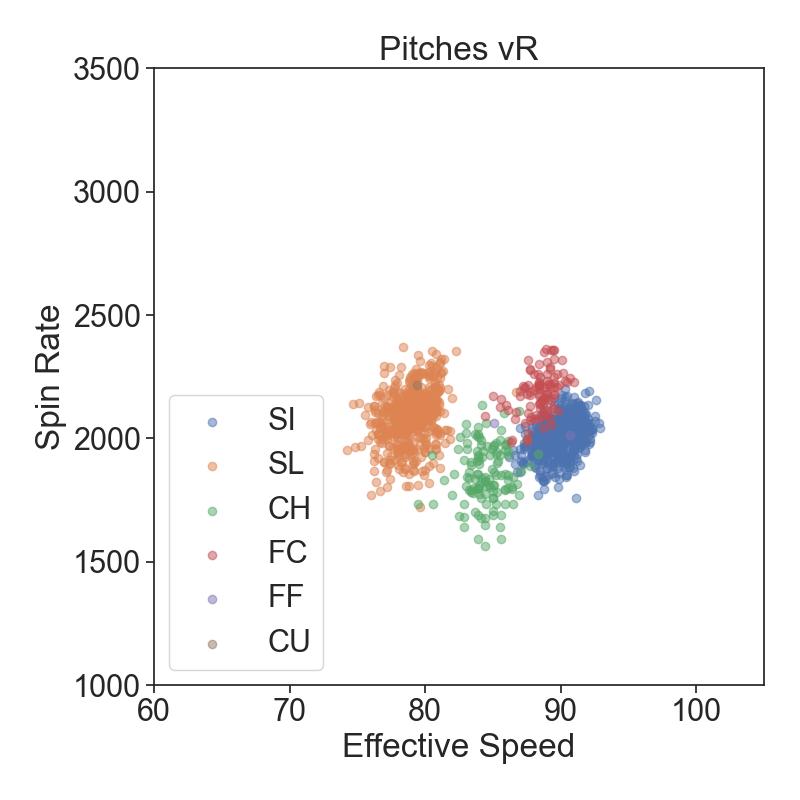 Pitches vR
3500
3000
2500
2000
1500
1000
Spin Rate
SI
SL
CH
FC
FF
CU
60 70 80 90 100
Effective Speed